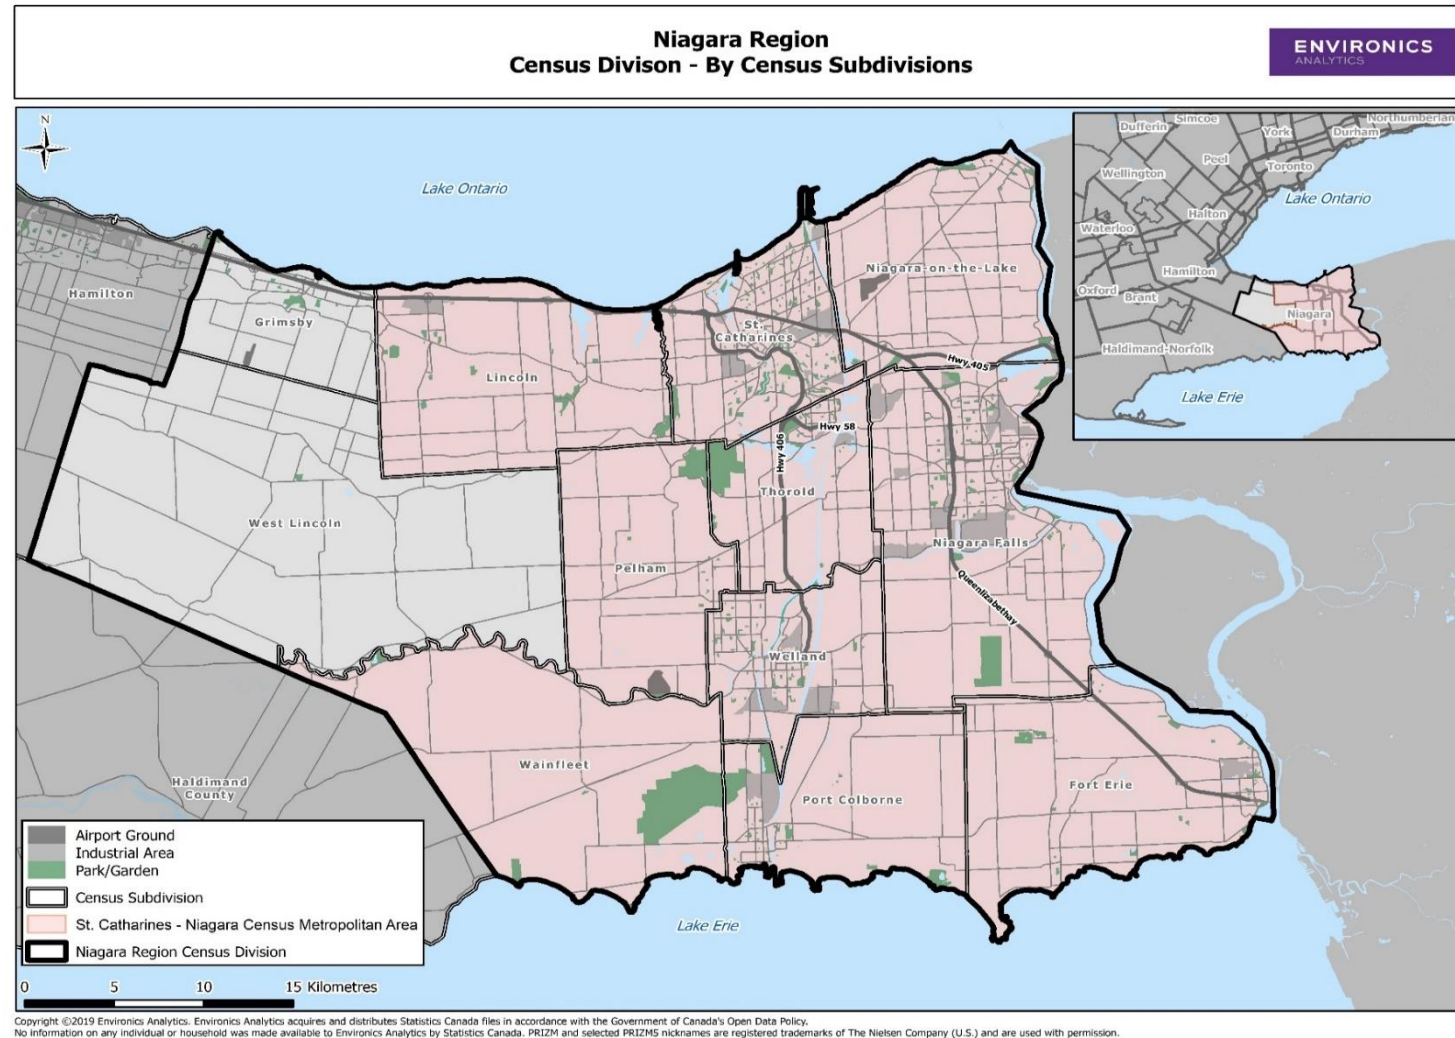 Niagara Region
Census Divison - By Census Subdivisions
ENVIRONICS
ANALYTICS
N
Lake Ontario
Hamilton
Grimsby
Lincoln
St.
Catharines
Niagara-on-the-Lake
Hwy 405
Hwy 58
Hwy 406
Thorold
West Lincoln
Pelham
Niagara Falls
Queenlizabethay
Welland
Wainfleet
Port Colborne
Fort Erie
Haldimand
County
Lake Erie
Dufferin
Simcoe
York
Durham
Northumberlan
Peel
Wellington
Toronto
Lake Ontario
Halton
Waterloo
Hamilton
Oxford
Brant
Niagara
Haldimand-Norfolk
Lake Erie
Airport Ground
Industrial Area
Park/Garden
Census Subdivision
St. Catharines - Niagara Census Metropolitan Area
Niagara Region Census Division
0 5 10 15 Kilometres
Copyright ©2019 Environics Analytics. Environics Analytics acquires and distributes Statistics Canada files in accordance with the Government of Canada's Open Data Policy.
No information on any individual or household was made available to Environics Analytics by Statistics Canada. PRIZM and selected PRIZM5 nicknames are registered trademarks of The Nielsen Company (U.S.) and are used with permission.